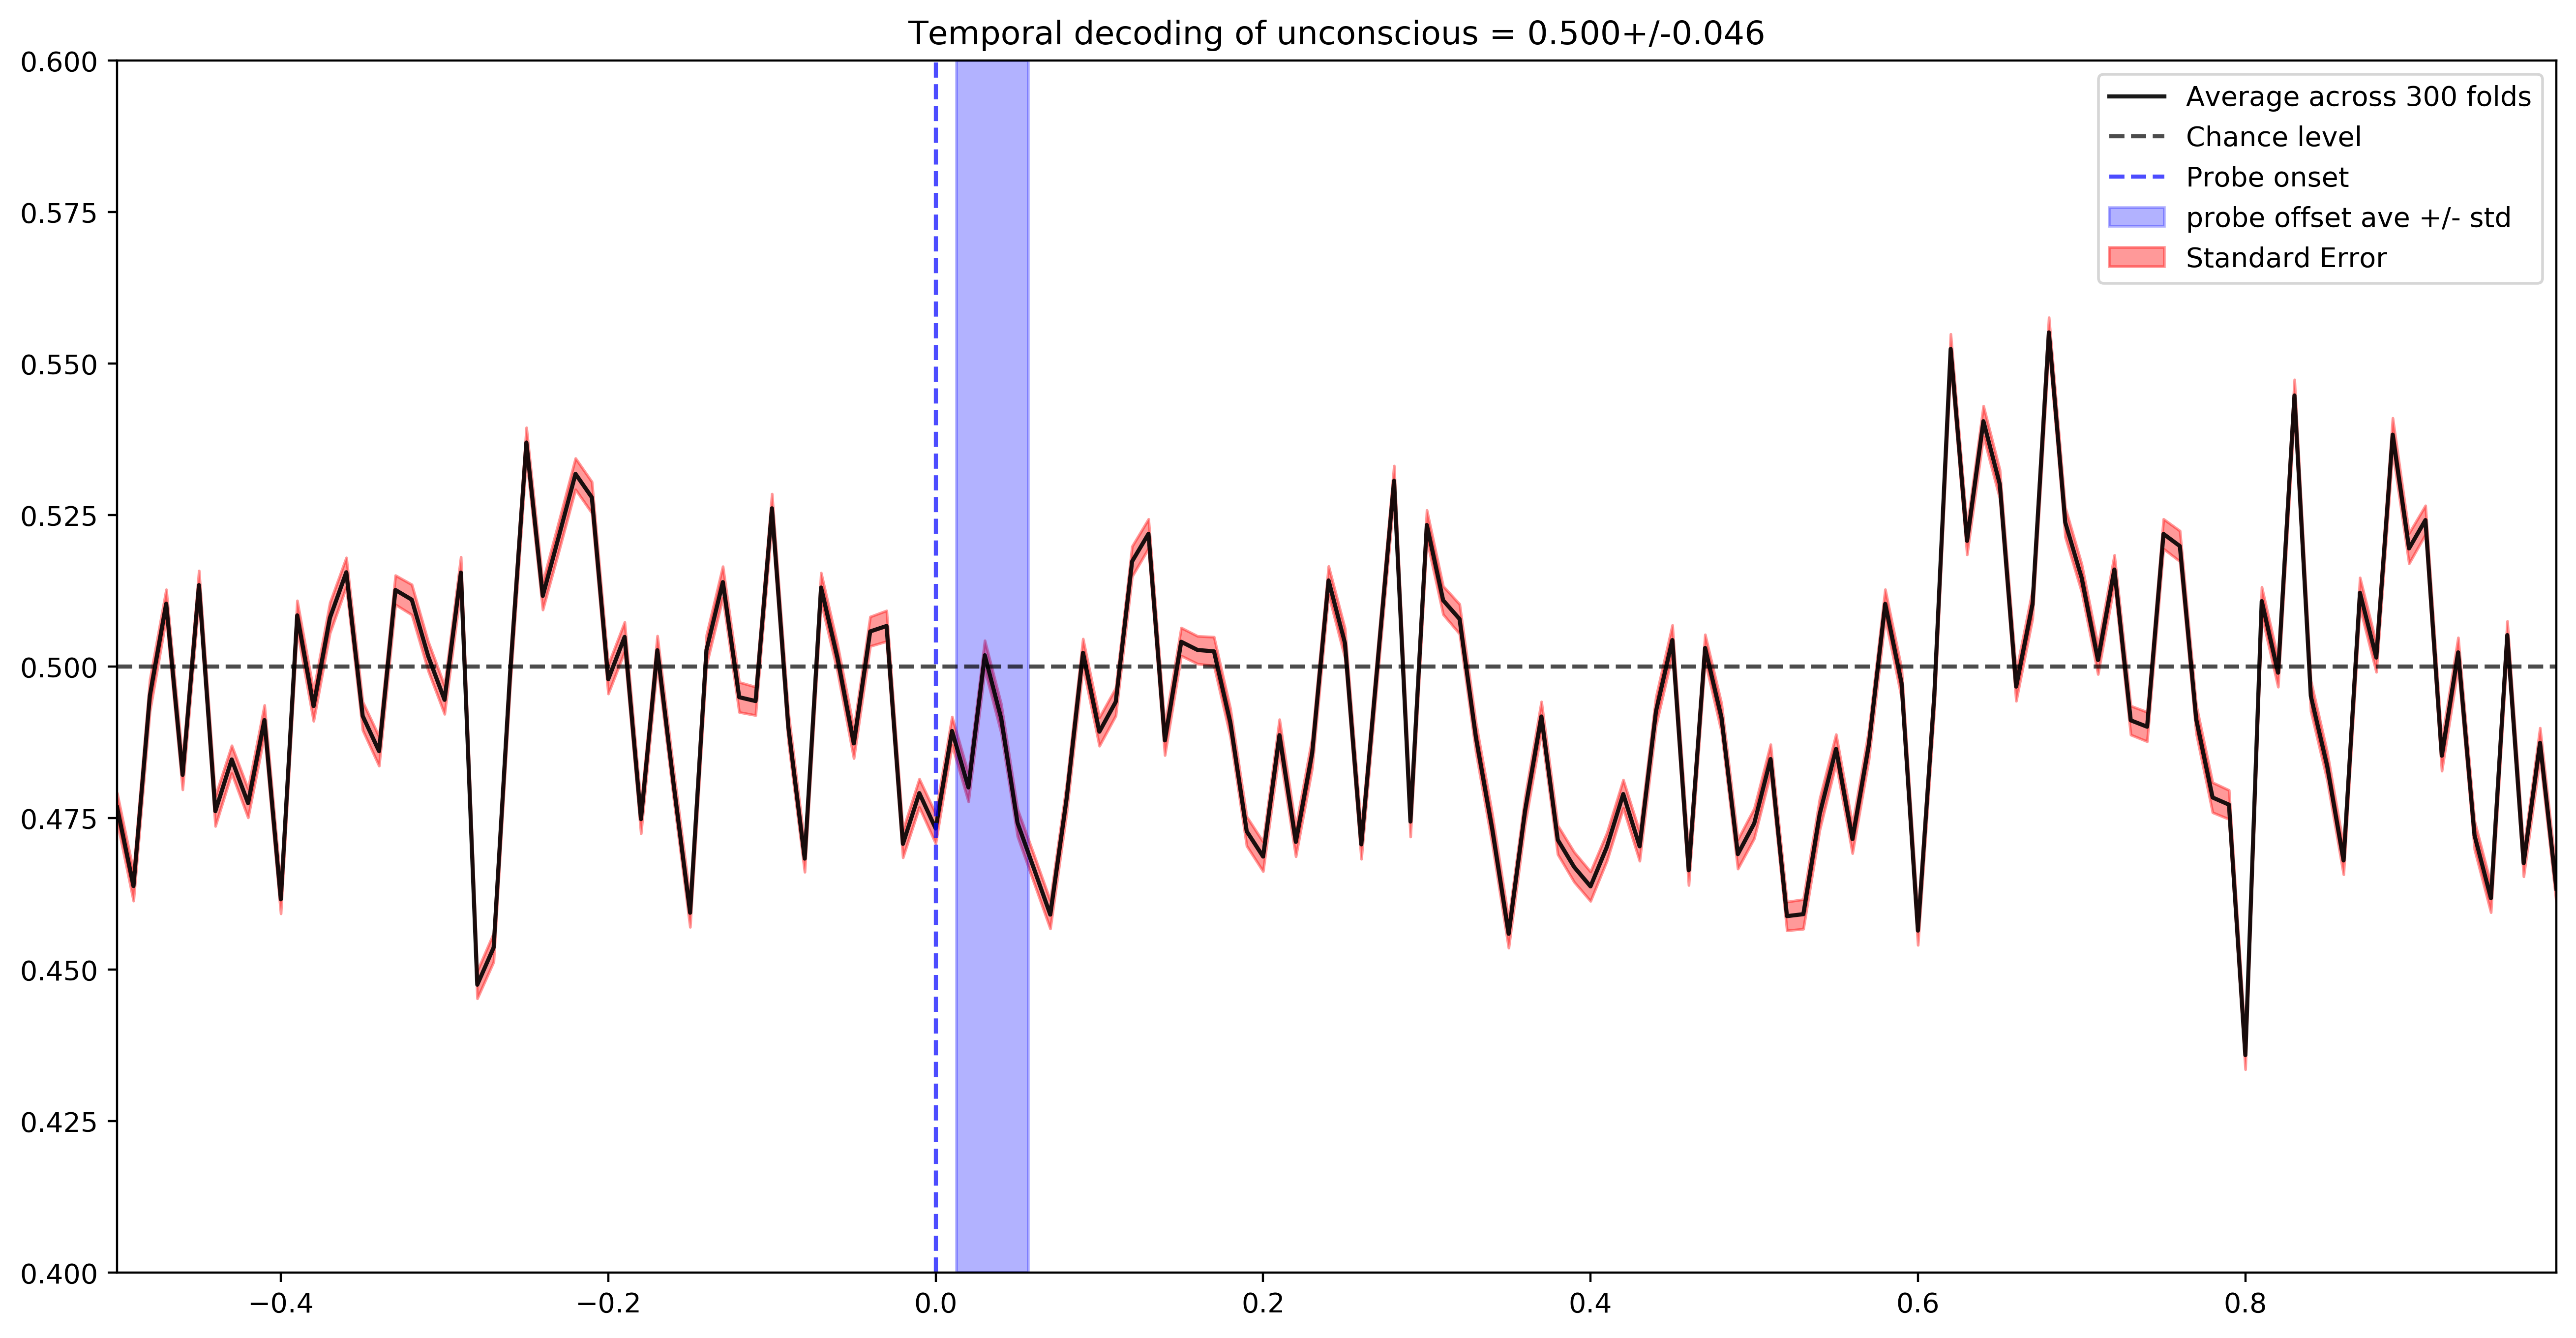 Temporal decoding of unconscious = 0.500+/-0.046
0.600
0.575
0.550
0.525
0.500
0.475
0.450
0.425
0.400
Average across 300 folds
Chance level
Probe onset
probe offset ave +/- std
Standard Error
−0.4 −0.2 0.0 0.2 0.4 0.6 0.8